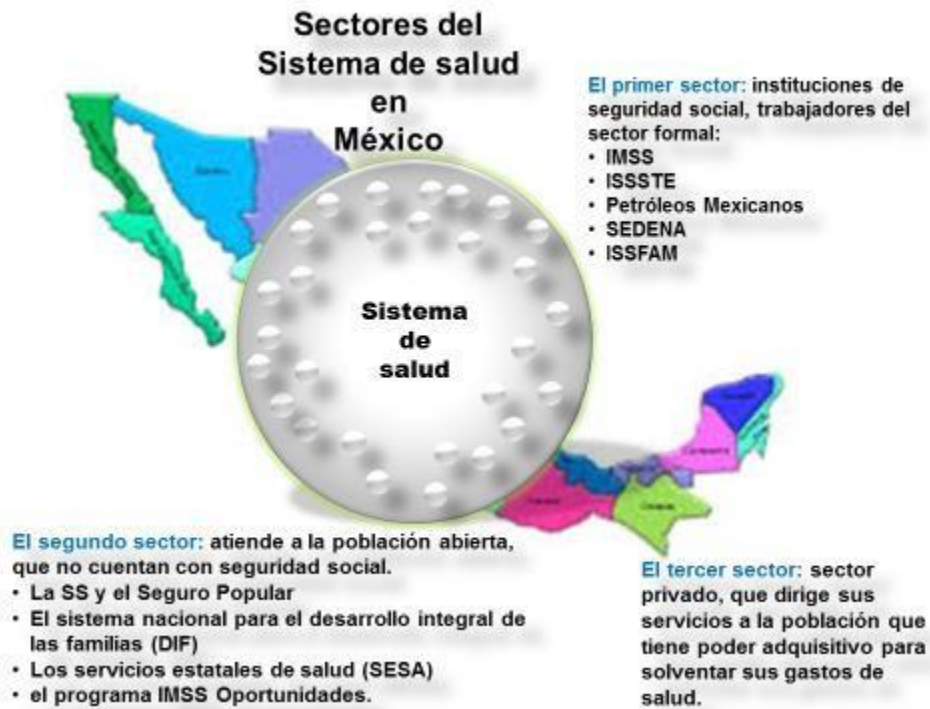 Sectores del
Sistema de salud
en
México
El primer sector: instituciones de
seguridad social, trabajadores del
sector formal:
• IMSS
• ISSSTE
• Petróleos Mexicanos
• SEDENA
• ISSFAM
Sistema
de
salud
El segundo sector: atiende a la población abierta,
que no cuentan con seguridad social.
• La SS y el Seguro Popular
• El sistema nacional para el desarrollo integral de
las familias (DIF)
• Los servicios estatales de salud (SESA)
• el programa IMSS Oportunidades.
El tercer sector: sector
privado, que dirige sus
servicios a la población que
tiene poder adquisitivo para
solventar sus gastos de
salud.